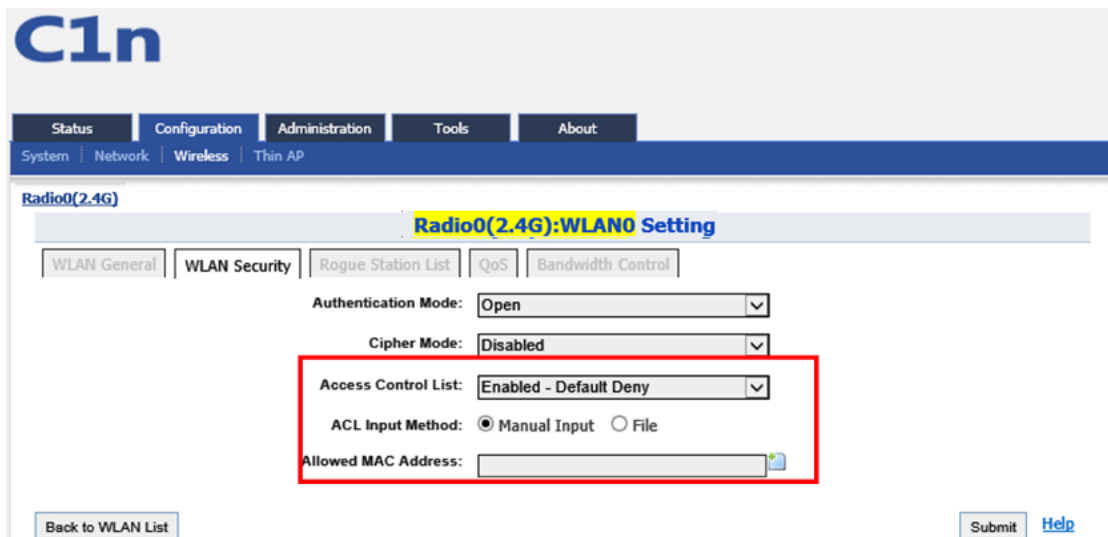 C1n
Status Configuration Administration Tools About
System Network Wireless Thin AP
Radio0(2.4G)
Radio0(2.4G):WLAN0 Setting
WLAN General WLAN Security Rogue Station List QoS Bandwidth Control
Authentication Mode: Open
Cipher Mode: Disabled
Access Control List: Enabled - Default Deny
ACL Input Method: Manual Input File
Allowed MAC Address:
Back to WLAN List Submit Help